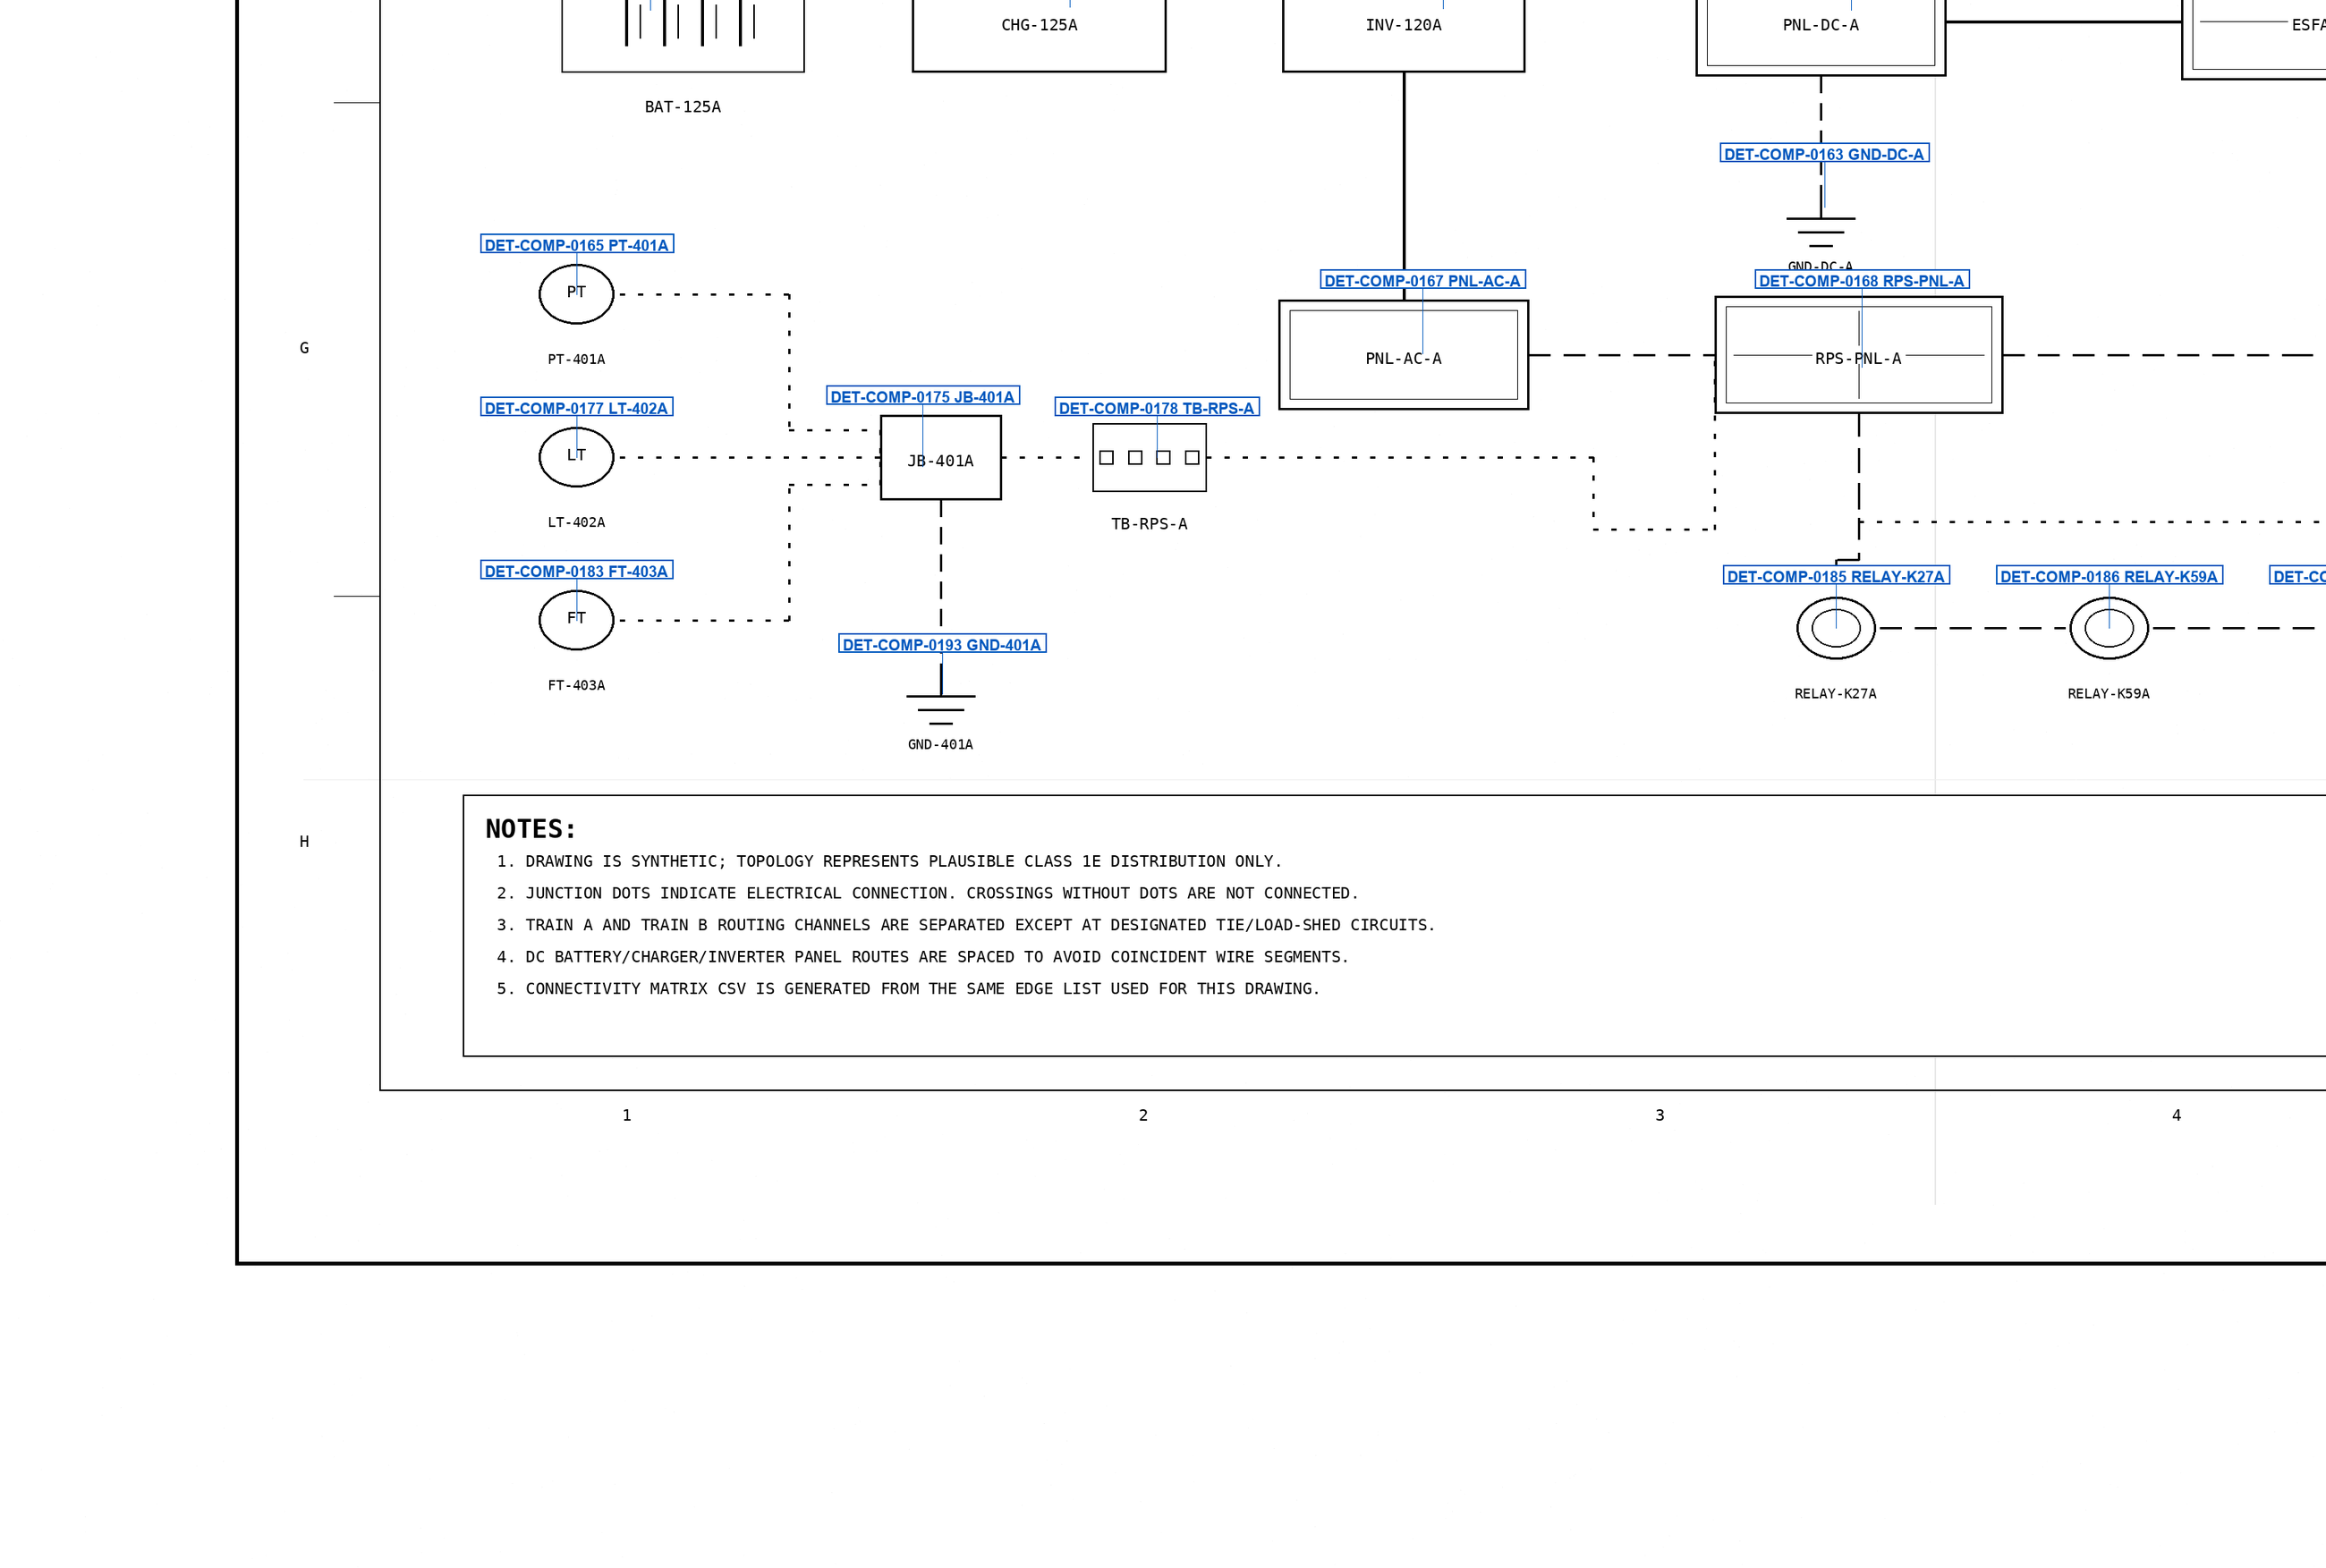 CHG-125A
INV-120A
PNL-DC-A
BAT-125A
DET-COMP-0163 GND-DC-A
GND-DC-A
DET-COMP-0165 PT-401A
PT
PT-401A
DET-COMP-0167 PNL-AC-A
PNL-AC-A
DET-COMP-0168 RPS-PNL-A
RPS-PNL-A
G
DET-COMP-0177 LT-402A
LT
LT-402A
DET-COMP-0175 JB-401A
JB-401A
DET-COMP-0178 TB-RPS-A
TB-RPS-A
DET-COMP-0183 FT-403A
FT
FT-403A
DET-COMP-0193 GND-401A
GND-401A
DET-COMP-0185 RELAY-K27A
RELAY-K27A
DET-COMP-0186 RELAY-K59A
RELAY-K59A
H
NOTES:
1. DRAWING IS SYNTHETIC; TOPOLOGY REPRESENTS PLAUSIBLE CLASS 1E DISTRIBUTION ONLY.
2. JUNCTION DOTS INDICATE ELECTRICAL CONNECTION. CROSSINGS WITHOUT DOTS ARE NOT CONNECTED.
3. TRAIN A AND TRAIN B ROUTING CHANNELS ARE SEPARATED EXCEPT AT DESIGNATED TIE/LOAD-SHED CIRCUITS.
4. DC BATTERY/CHARGER/INVERTER PANEL ROUTES ARE SPACED TO AVOID COINCIDENT WIRE SEGMENTS.
5. CONNECTIVITY MATRIX CSV IS GENERATED FROM THE SAME EDGE LIST USED FOR THIS DRAWING.
1
2
3
4